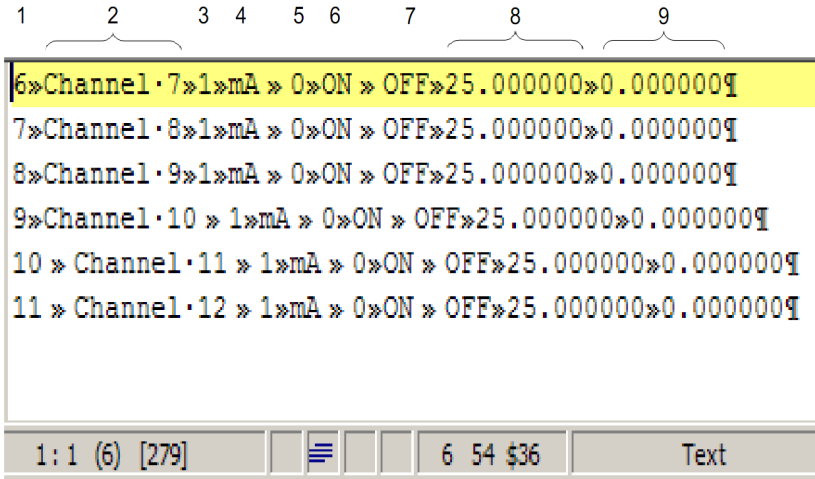 1 2 3 4 5 6 7 8 9
6»Channel·7»1»mA » 0»ON » OFF»25.000000»0.000000¶
7»Channel·8»1»mA » 0»ON » OFF»25.000000»0.000000¶
8»Channel·9»1»mA » 0»ON » OFF»25.000000»0.000000¶
9»Channel·10 » 1»mA » 0»ON » OFF»25.000000»0.000000¶
10 » Channel·11 » 1»mA » 0»ON » OFF»25.000000»0.000000¶
11 » Channel·12 » 1»mA » 0»ON » OFF»25.000000»0.000000¶
1:1 (6) [279] 6 54 $36 Text